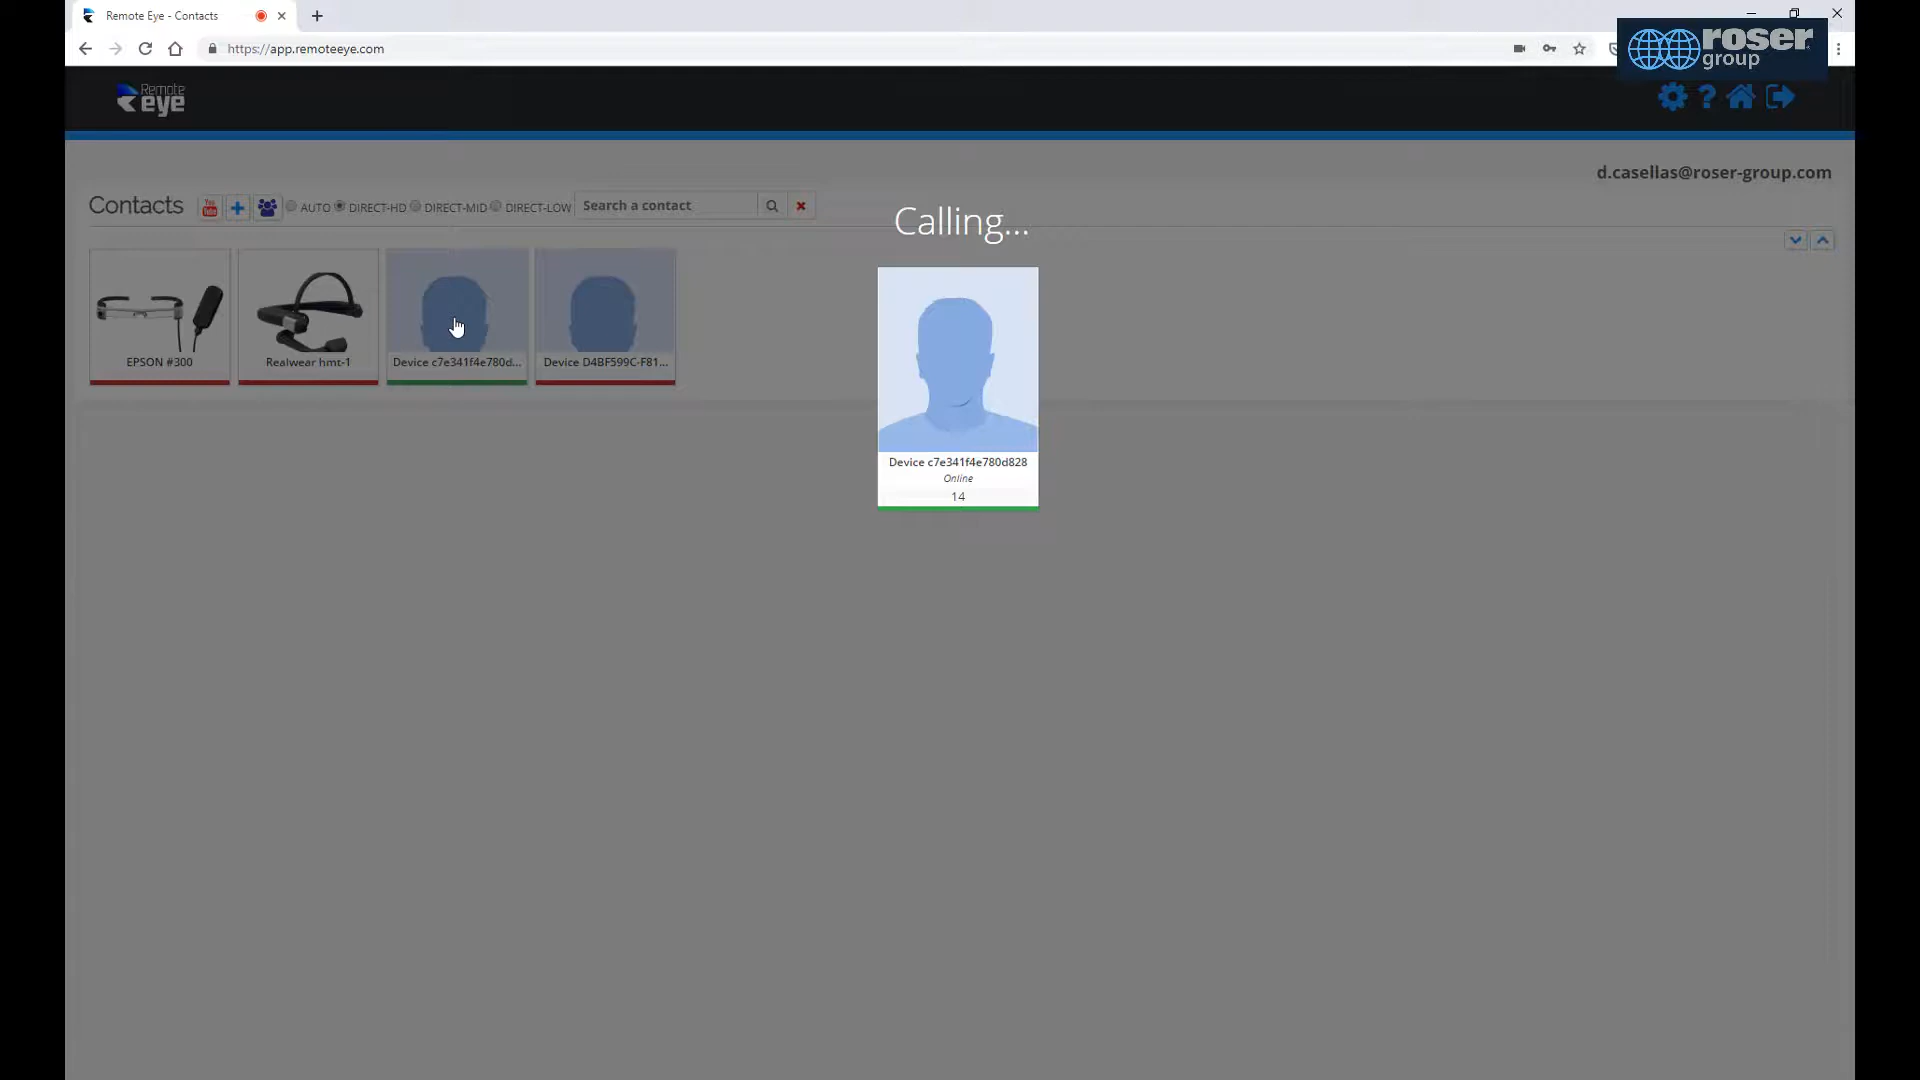 Remote Eye - Contacts
https://app.remoteeye.com
roser
group
Remote
eye
d.casellas@roser-group.com
Contacts You Tube AUTO DIRECT-HD DIRECT-MID DIRECT-LOW Search a contact
Calling...
EPSON #300
Realwear hmt-1
Device c7e341f4e780d...
Device D4BF599C-F81...
Device c7e341f4e780d828
Online
14